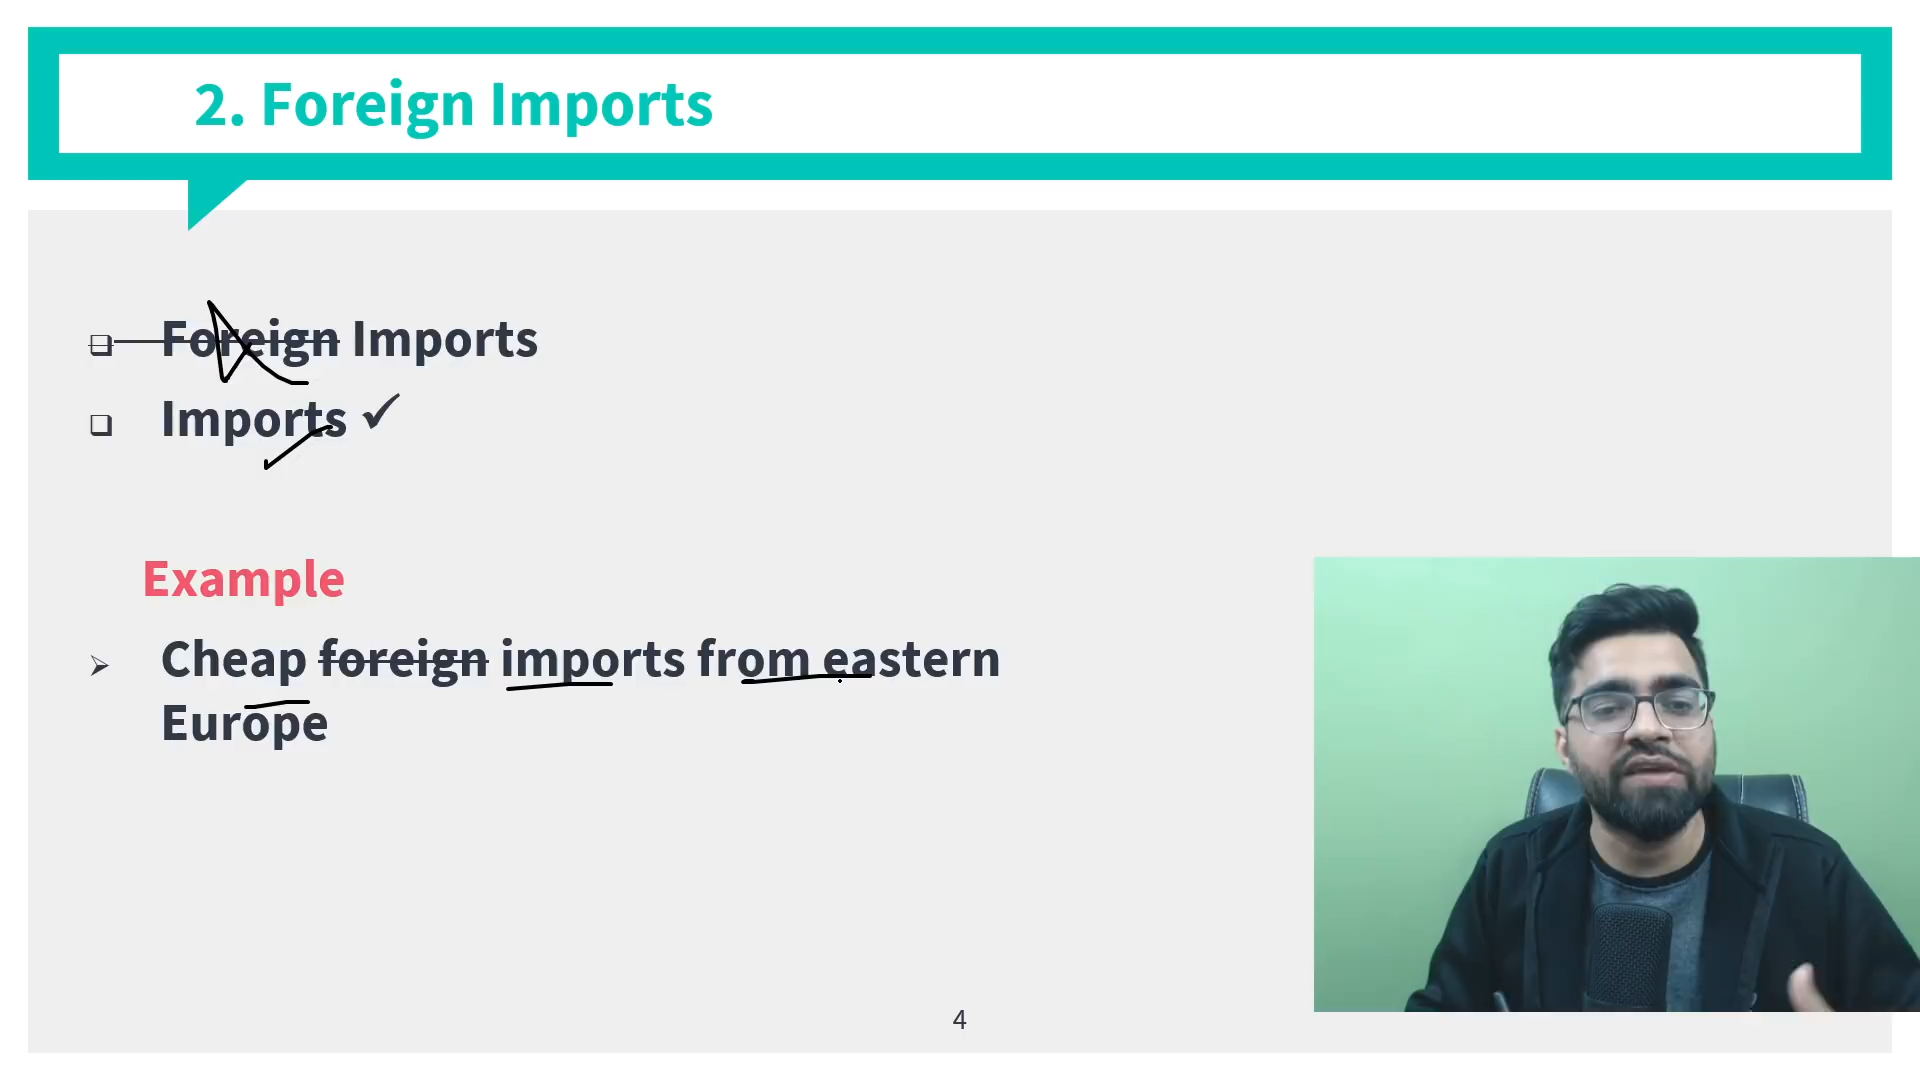 2. Foreign Imports
Foreign Imports
Imports ✓
Example
Cheap foreign imports from eastern
Europe
4